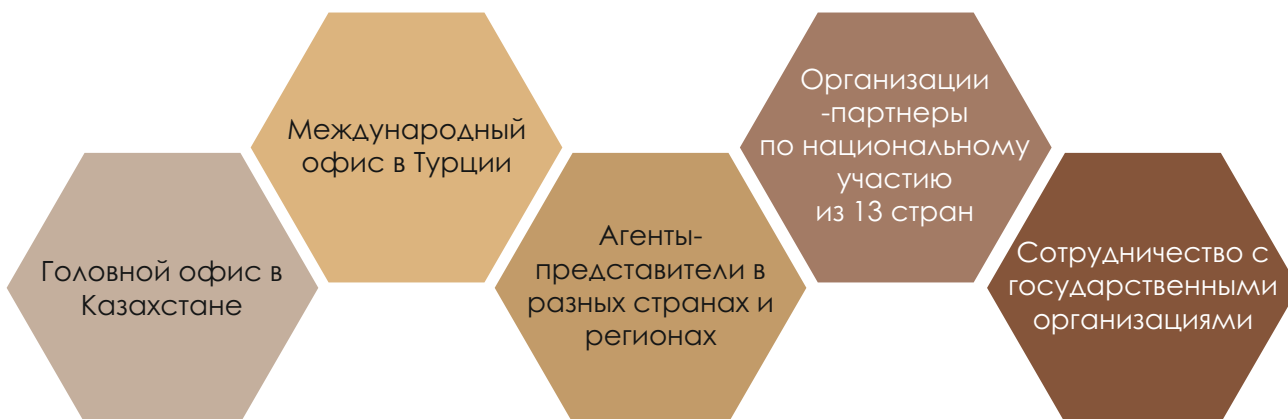 Головной офис в
Казахстане
Международный
офис в Турции
Агенты-
представители в
разных странах и
регионах
Организации
-партнеры
по национальному
участию
из 13 стран
Сотрудничество с
государственными
организациями